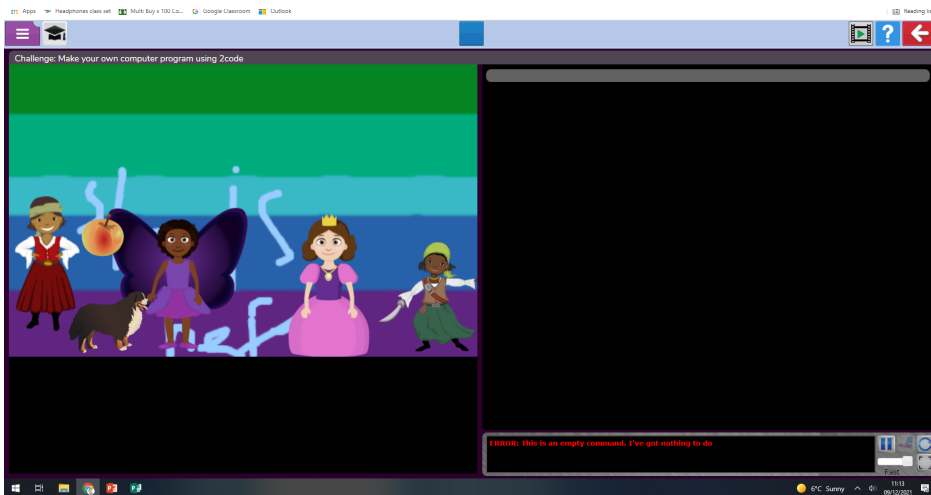 Apps Headphones class set Multi Buy x 100 Co... Google Classroom Outlook Reading lis
?
Challenge: Make your own computer program using 2code
is
ERROR: This is an empty command. I've got nothing to do
Fast
6°C Sunny 11:13
09/12/2021